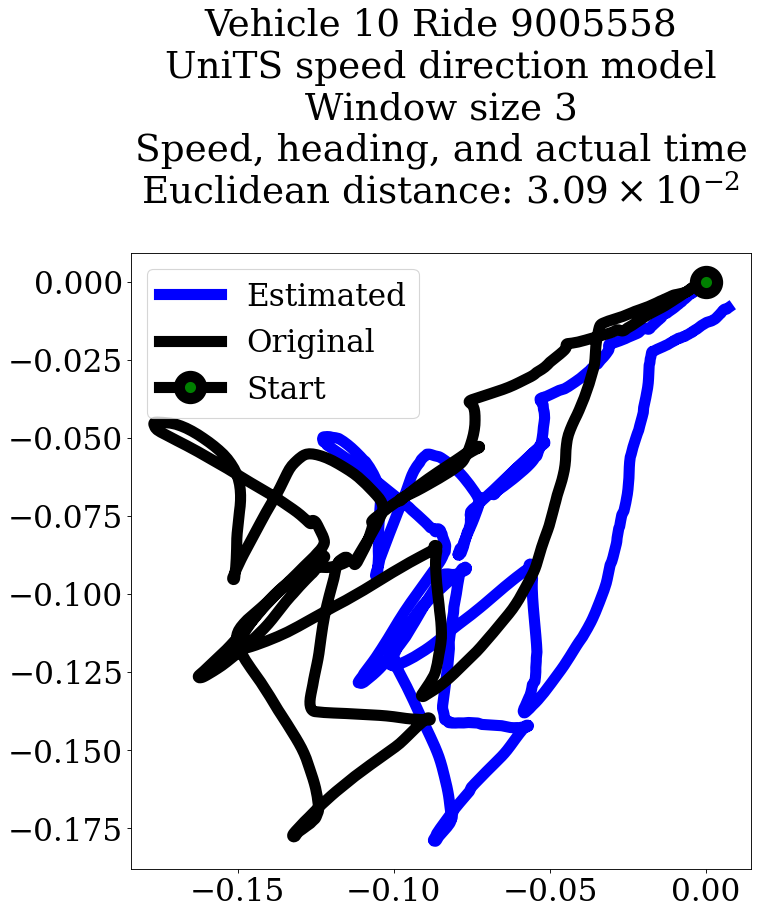 Vehicle 10 Ride 9005558
UniTS speed direction model
Window size 3
Speed, heading, and actual time
Euclidean distance: 3.09 × 10⁻²
Estimated
Original
Start
0.000
−0.025
−0.050
−0.075
−0.100
−0.125
−0.150
−0.175
−0.15
−0.10
−0.05
0.00